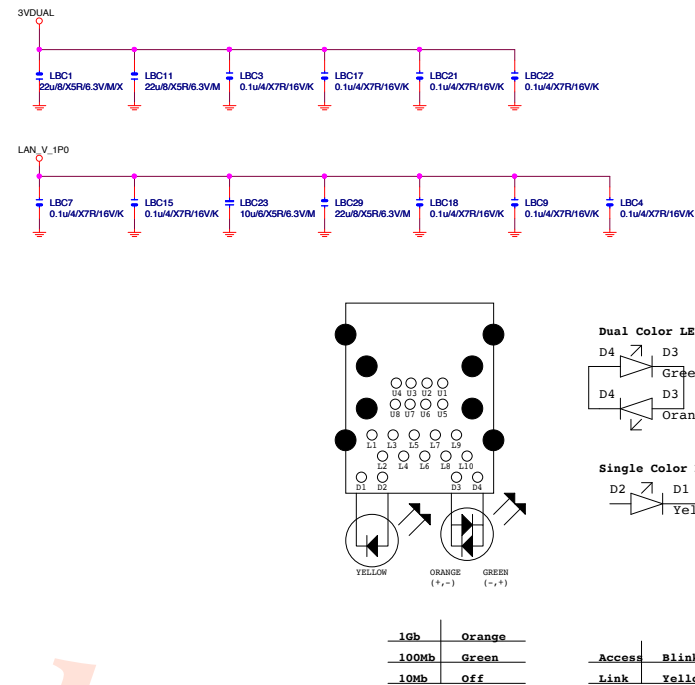 3VDUAL
LBC1 LBC11 LBC3 LBC17 LBC21 LBC22
22u/8/X5R/6.3V/M/X 22u/8/X5R/6.3V/M 0.1u/4/X7R/16V/K 0.1u/4/X7R/16V/K 0.1u/4/X7R/16V/K 0.1u/4/X7R/16V/K
LAN_V_1P0
LBC7 LBC15 LBC23 LBC29 LBC18 LBC9 LBC4
0.1u/4/X7R/16V/K 0.1u/4/X7R/16V/K 10u/6/X5R/6.3V/M 22u/8/X5R/6.3V/M 0.1u/4/X7R/16V/K 0.1u/4/X7R/16V/K 0.1u/4/X7R/16V/K
Dual Color LE
D4 D3
Gree
D4 D3
Oran
U4 U3 U2 U1
U8 U7 U6 U5
L1 L3 L5 L7 L9
L2 L4 L6 L8 L10
D1 D2 D3 D4
Single Color
D2 D1
Yel
YELLOW ORANGE GREEN
(+,-) (-,+)
1Gb Orange
100Mb Green
10Mb Off
Access Blin
Link Yello